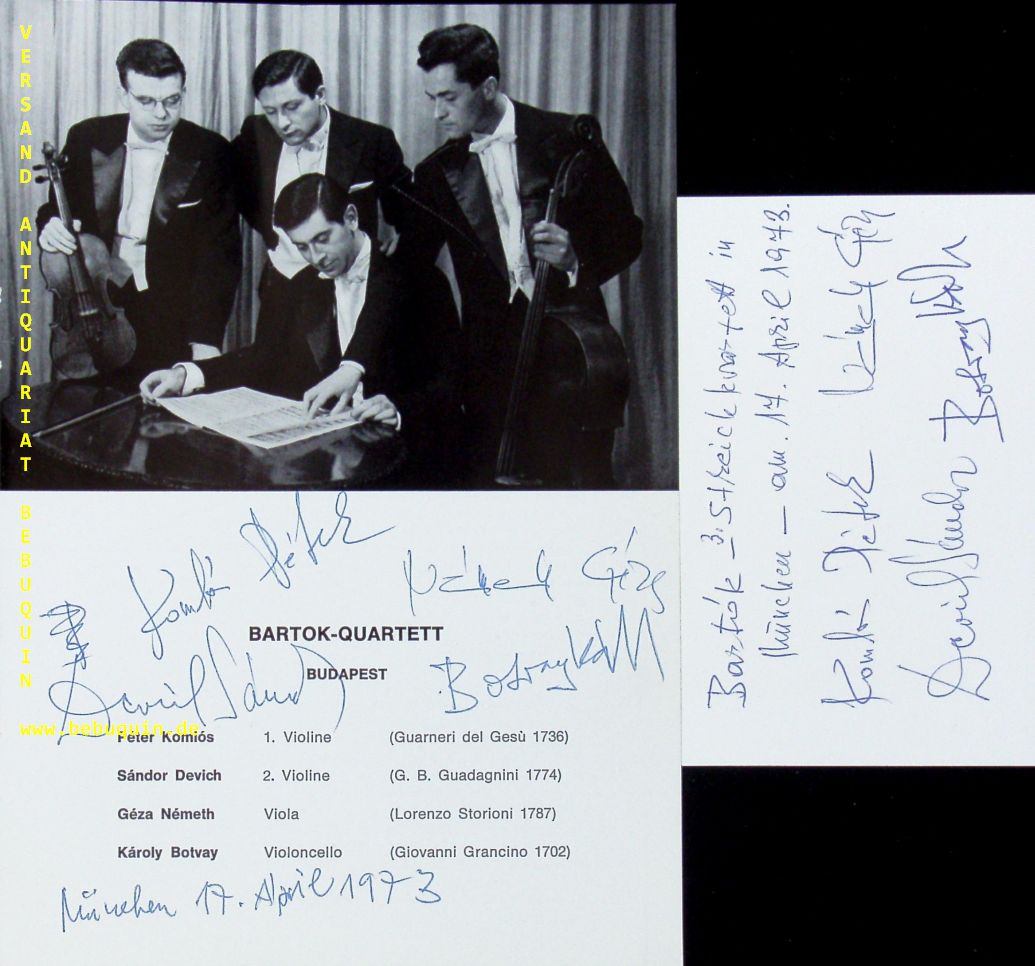 VERSAND ANTIQUARIAT BEBUQUIN
www.bebuquin.de
Komlós Péter
Németh Géza
BARTOK-QUARTETT
BUDAPEST
Devich Sándor
Botvay Károly
Péter Komlós 1. Violine (Guarneri del Gesù 1736)
Sándor Devich 2. Violine (G. B. Guadagnini 1774)
Géza Németh Viola (Lorenzo Storioni 1787)
Károly Botvay Violoncello (Giovanni Grancino 1702)
München 17. April 1973
Bartók 3. Streichkvartett in
München – am. 17. April 1973.
Komlós Péter Németh Géza
Devich Sándor Botvay Károly